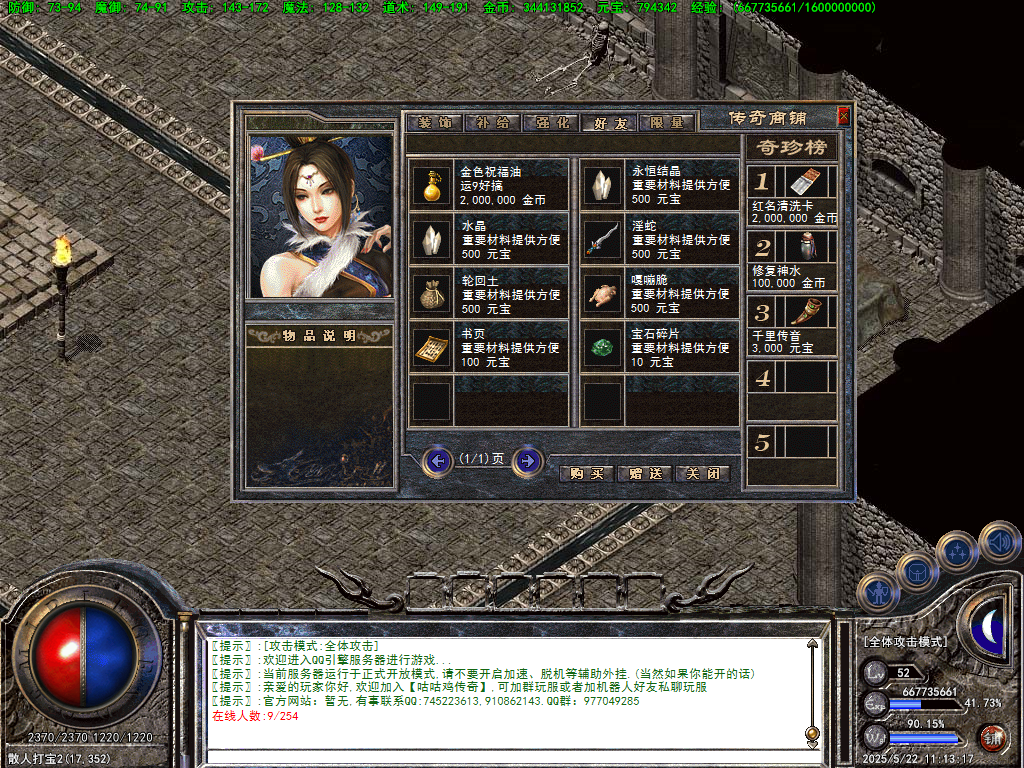 防御: 73-94 魔御: 74-91 攻击: 143-172 魔法: 128-132 道术: 149-191 金币: 344131852 元宝: 794342 经验: (667735661/1600000000)
装饰 补给 强化 好友 限量 传奇商铺
奇珍榜
金色祝福油
运9好搞
2,000,000 金币
永恒结晶
重要材料提供方便
500 元宝
水晶
重要材料提供方便
500 元宝
淫蛇
重要材料提供方便
500 元宝
轮回土
重要材料提供方便
500 元宝
嘎嘣脆
重要材料提供方便
500 元宝
书页
重要材料提供方便
100 元宝
宝石碎片
重要材料提供方便
10 元宝
1
红名清洗卡
2,000,000 金币
2
修复神水
100,000 金币
3
千里传音
3,000 元宝
4
5
物品说明
(1/1)页
购买 赠送 关闭
〖提示〗:[攻击模式:全体攻击]
〖提示〗:欢迎进入QQ引擎服务器进行游戏...
〖提示〗:当前服务器运行于正式开放模式,请不要开启加速、脱机等辅助外挂.(当然如果你能开的话)
〖提示〗:亲爱的玩家你好,欢迎加入【咕咕鸡传奇】,可加群玩服或者加机器人好友私聊玩服
〖提示〗:官方网站: 暂无,有事联系QQ:745223613,910862143,QQ群: 977049285
在线人数:9/254
2370/2370 1220/1220
散人打宝2(17,352)
[全体攻击模式]
Lv 52
667735661
Exp 41.73%
90.15%
W
铺
2025/5/22 11:13:17